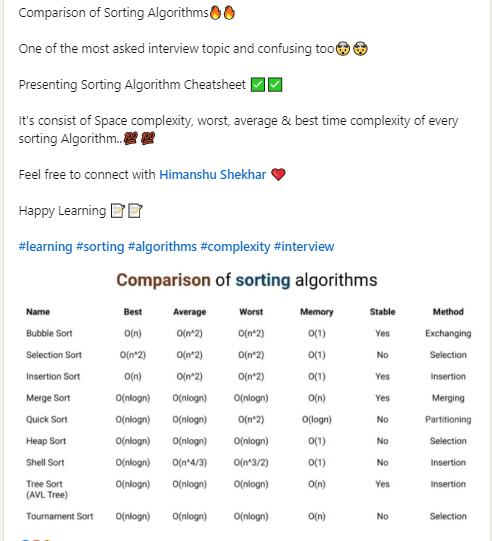 Comparison of Sorting Algorithms🔥🔥
One of the most asked interview topic and confusing too🤯🤯
Presenting Sorting Algorithm Cheatsheet ✅✅
It's consist of Space complexity, worst, average & best time complexity of every
sorting Algorithm..💯 💯
Feel free to connect with Himanshu Shekhar ❤️
Happy Learning 📝📝
#learning #sorting #algorithms #complexity #interview
Comparison of sorting algorithms
Name Best Average Worst Memory Stable Method
Bubble Sort O(n) O(n^2) O(n^2) O(1) Yes Exchanging
Selection Sort O(n^2) O(n^2) O(n^2) O(1) No Selection
Insertion Sort O(n) O(n^2) O(n^2) O(1) Yes Insertion
Merge Sort O(nlogn) O(nlogn) O(nlogn) O(n) Yes Merging
Quick Sort O(nlogn) O(nlogn) O(n^2) O(logn) No Partitioning
Heap Sort O(nlogn) O(nlogn) O(nlogn) O(1) No Selection
Shell Sort O(nlogn) O(n^4/3) O(n^3/2) O(1) No Insertion
Tree Sort O(nlogn) O(nlogn) O(nlogn) O(n) Yes Insertion
(AVL Tree)
Tournament Sort O(nlogn) O(nlogn) O(nlogn) O(n) No Selection